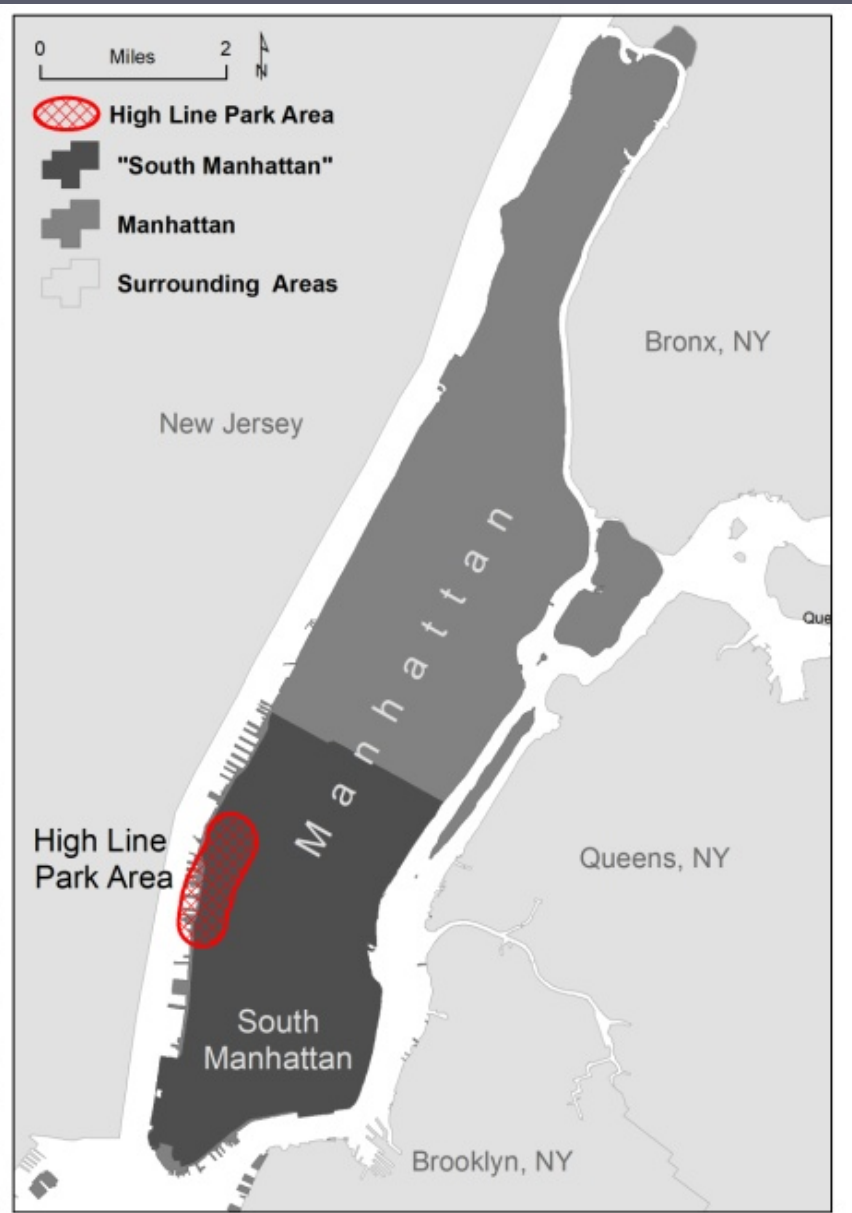 0 Miles 2
N
High Line Park Area
"South Manhattan"
Manhattan
Surrounding Areas
Bronx, NY
New Jersey
Manhattan
Que
High Line
Park Area
Queens, NY
South
Manhattan
Brooklyn, NY